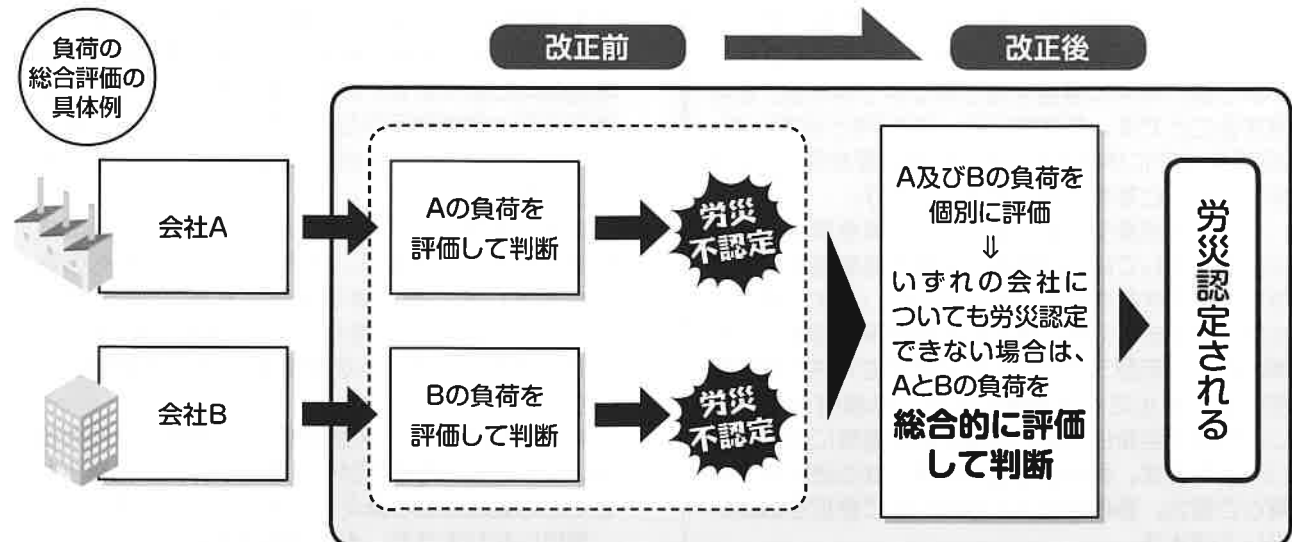 負荷の
総合評価の
具体例
改正前
改正後
会社A
Aの負荷を
評価して判断
労災
不認定
会社B
Bの負荷を
評価して判断
労災
不認定
A及びBの負荷を
個別に評価
⇓
いずれの会社に
ついても労災認定
できない場合は、
AとBの負荷を
総合的に評価
して判断
労災認定される